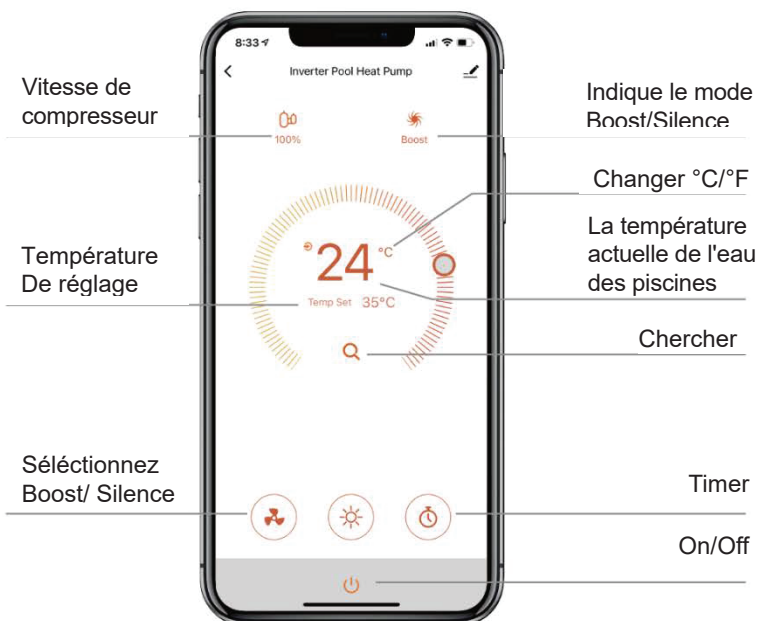 8:33
Inverter Pool Heat Pump
Vitesse de
compresseur
100%
Boost
Indique le mode
Boost/Silence
Changer °C/°F
La température
actuelle de l'eau
des piscines
24 °C
Température
De réglage
Temp Set 35°C
Chercher
Séléctionnez
Boost/ Silence
Timer
On/Off